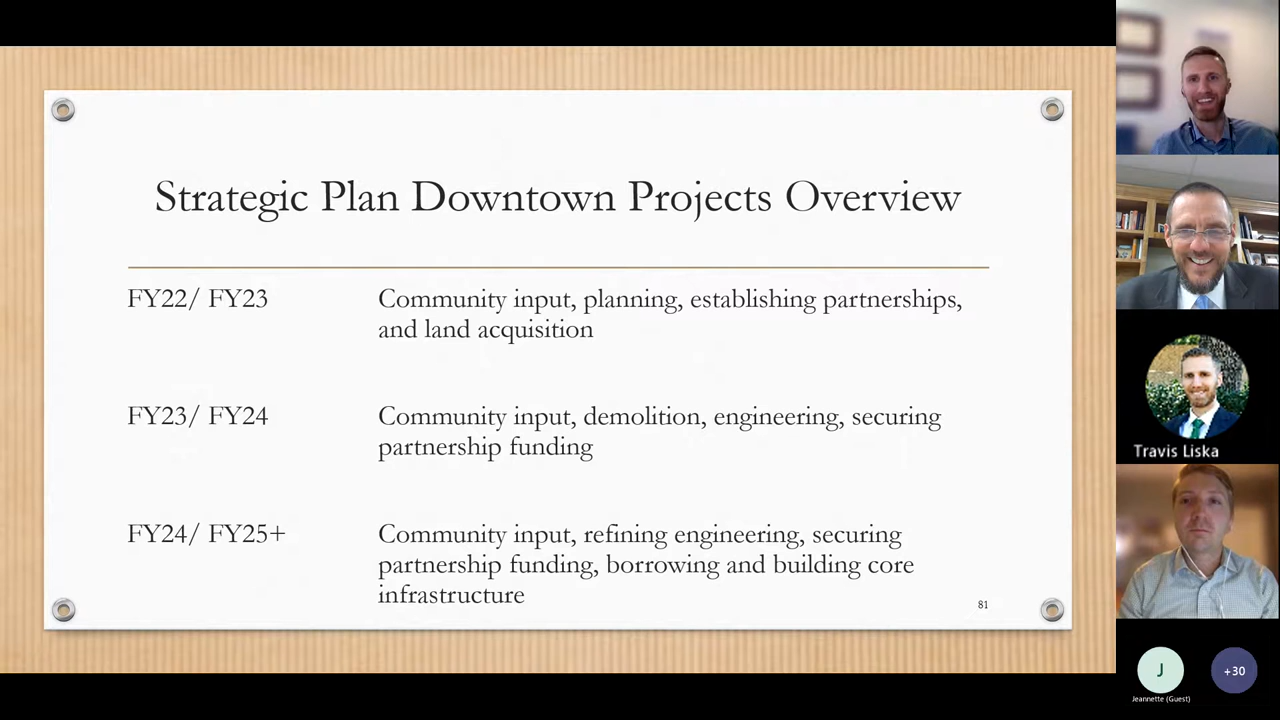 Strategic Plan Downtown Projects Overview
FY22/ FY23
Community input, planning, establishing partnerships,
and land acquisition
FY23/ FY24
Community input, demolition, engineering, securing
partnership funding
FY24/ FY25+
Community input, refining engineering, securing
partnership funding, borrowing and building core
infrastructure
81
Travis Liska
J
Jeannette (Guest)
+30